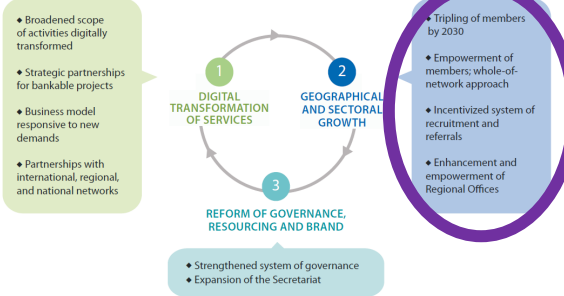 ◆ Broadened scope
of activities digitally
transformed
◆ Strategic partnerships
for bankable projects
◆ Business model
responsive to new
demands
◆ Partnerships with
international, regional,
and national networks
1
DIGITAL
TRANSFORMATION
OF SERVICES
2
GEOGRAPHICAL
AND SECTORAL
GROWTH
◆ Tripling of members
by 2030
◆ Empowerment of
members; whole-of-
network approach
◆ Incentivized system of
recruitment and
referrals
◆ Enhancement and
empowerment of
Regional Offices
3
REFORM OF GOVERNANCE,
RESOURCING AND BRAND
◆ Strengthened system of governance
◆ Expansion of the Secretariat